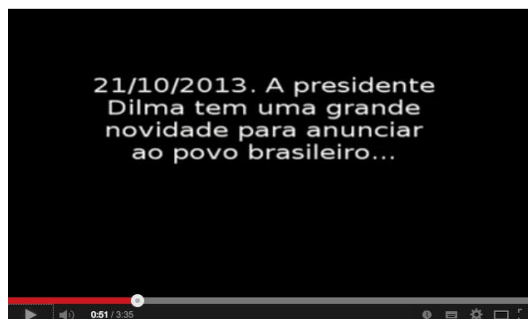 21/10/2013. A presidente
Dilma tem uma grande
novidade para anunciar
ao povo brasileiro...
0:51 / 3:35